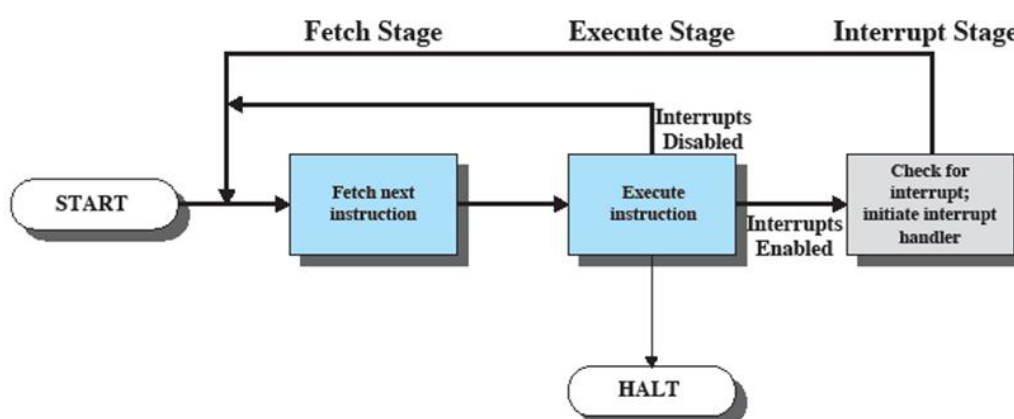 Fetch Stage
Execute Stage
Interrupt Stage
Interrupts
Disabled
START
Fetch next
instruction
Execute
instruction
Interrupts
Enabled
Check for
interrupt;
initiate interrupt
handler
HALT